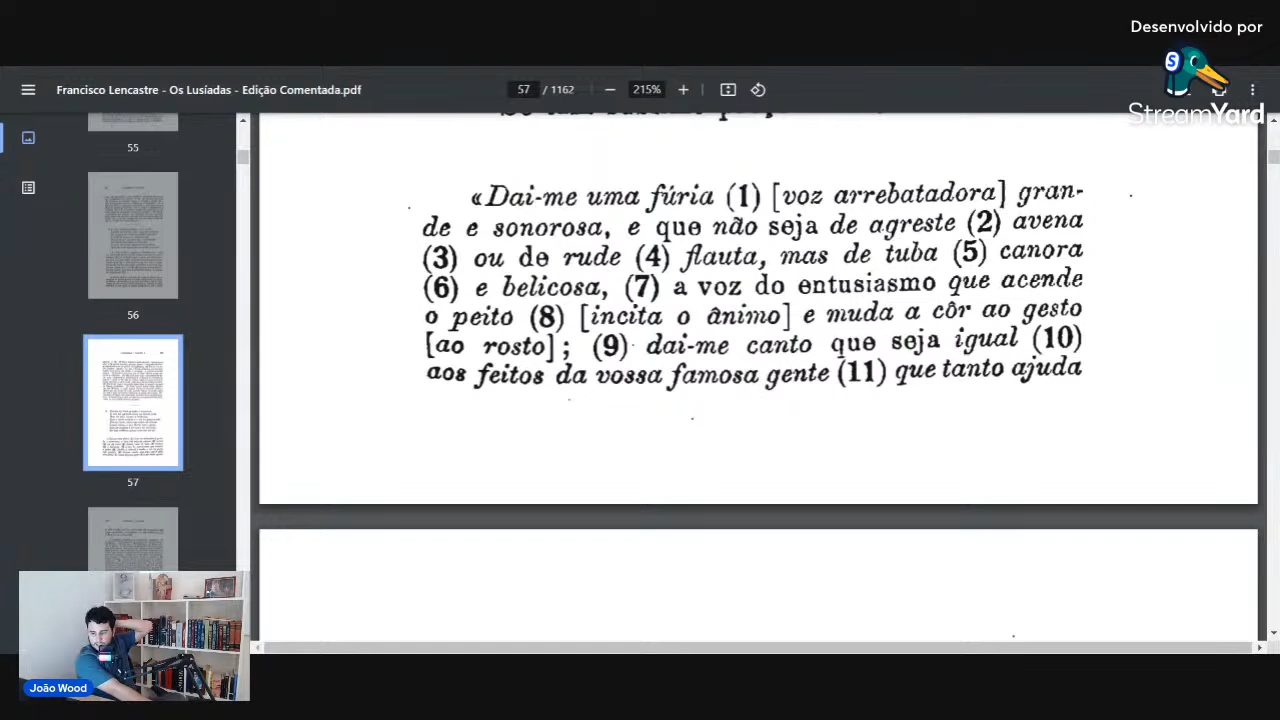 Desenvolvido por
StreamYard
Francisco Lencastre - Os Lusíadas - Edição Comentada.pdf
57 / 1162
215%
55
56
57
«Dai-me uma fúria (1) [voz arrebatadora] gran-
de e sonorosa, e que não seja de agreste (2) avena
(3) ou de rude (4) flauta, mas de tuba (5) canora
(6) e belicosa, (7) a voz do entusiasmo que acende
o peito (8) [incita o ânimo] e muda a côr ao gesto
[ao rosto]; (9) dai-me canto que seja igual (10)
aos feitos da vossa famosa gente (11) que tanto ajuda
João Wood